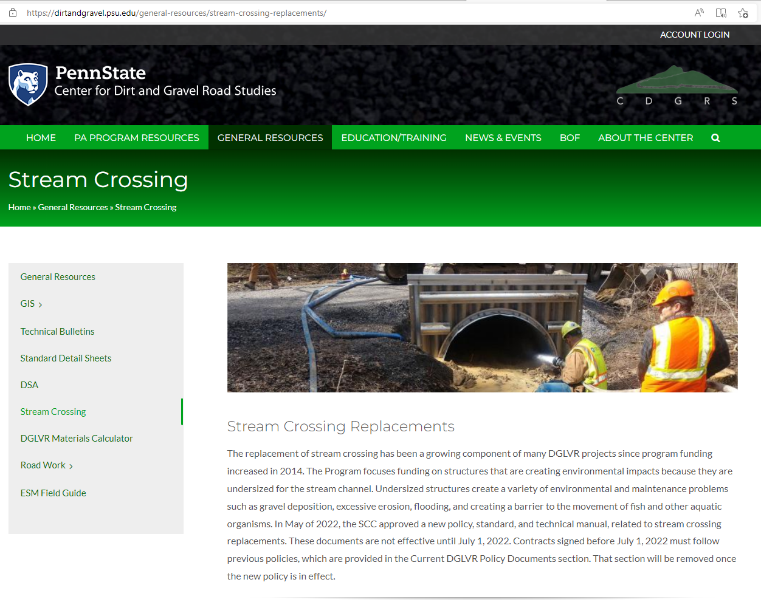 https://dirtandgravel.psu.edu/general-resources/stream-crossing-replacements/
ACCOUNT LOGIN
PennState
Center for Dirt and Gravel Road Studies
C D G R S
HOME PA PROGRAM RESOURCES GENERAL RESOURCES EDUCATION/TRAINING NEWS & EVENTS BOF ABOUT THE CENTER
Stream Crossing
Home » General Resources » Stream Crossing
General Resources
GIS >
Technical Bulletins
Standard Detail Sheets
DSA
Stream Crossing
DGLVR Materials Calculator
Road Work >
ESM Field Guide
Stream Crossing Replacements
The replacement of stream crossing has been a growing component of many DGLVR projects since program funding
increased in 2014. The Program focuses funding on structures that are creating environmental impacts because they are
undersized for the stream channel. Undersized structures create a variety of environmental and maintenance problems
such as gravel deposition, excessive erosion, flooding, and creating a barrier to the movement of fish and other aquatic
organisms. In May of 2022, the SCC approved a new policy, standard, and technical manual, related to stream crossing
replacements. These documents are not effective until July 1, 2022. Contracts signed before July 1, 2022 must follow
previous policies, which are provided in the Current DGLVR Policy Documents section. That section will be removed once
the new policy is in effect.